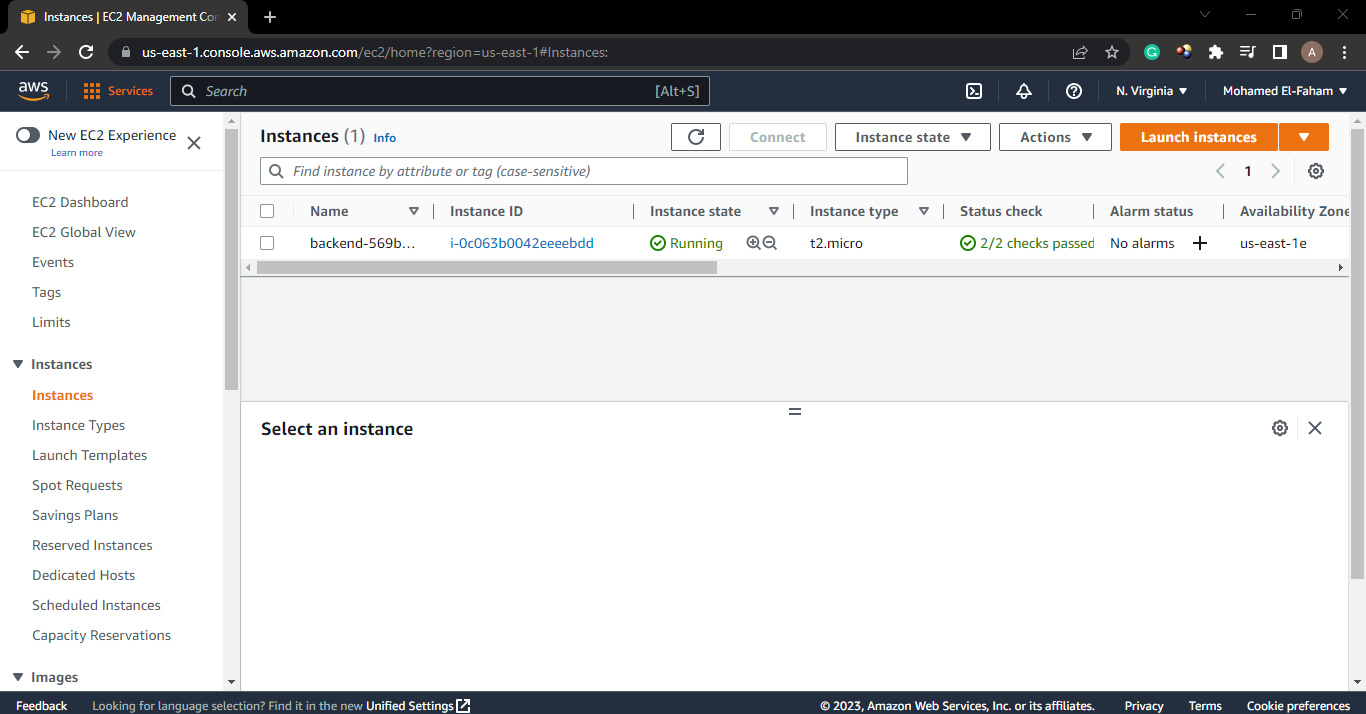 Instances | EC2 Management Con
us-east-1.console.aws.amazon.com/ec2/home?region=us-east-1#Instances:
G
A
aws
Services
Search
[Alt+S]
N. Virginia
Mohamed El-Faham
New EC2 Experience
Learn more
EC2 Dashboard
EC2 Global View
Events
Tags
Limits
Instances
Instances
Instance Types
Launch Templates
Spot Requests
Savings Plans
Reserved Instances
Dedicated Hosts
Scheduled Instances
Capacity Reservations
Images
Instances (1) Info
Connect
Instance state
Actions
Launch instances
Find instance by attribute or tag (case-sensitive)
1
Name Instance ID Instance state Instance type Status check Alarm status Availability Zone
backend-569b... i-0c063b0042eeeebdd Running t2.micro 2/2 checks passed No alarms + us-east-1e
Select an instance
Feedback Looking for language selection? Find it in the new Unified Settings © 2023, Amazon Web Services, Inc. or its affiliates. Privacy Terms Cookie preferences